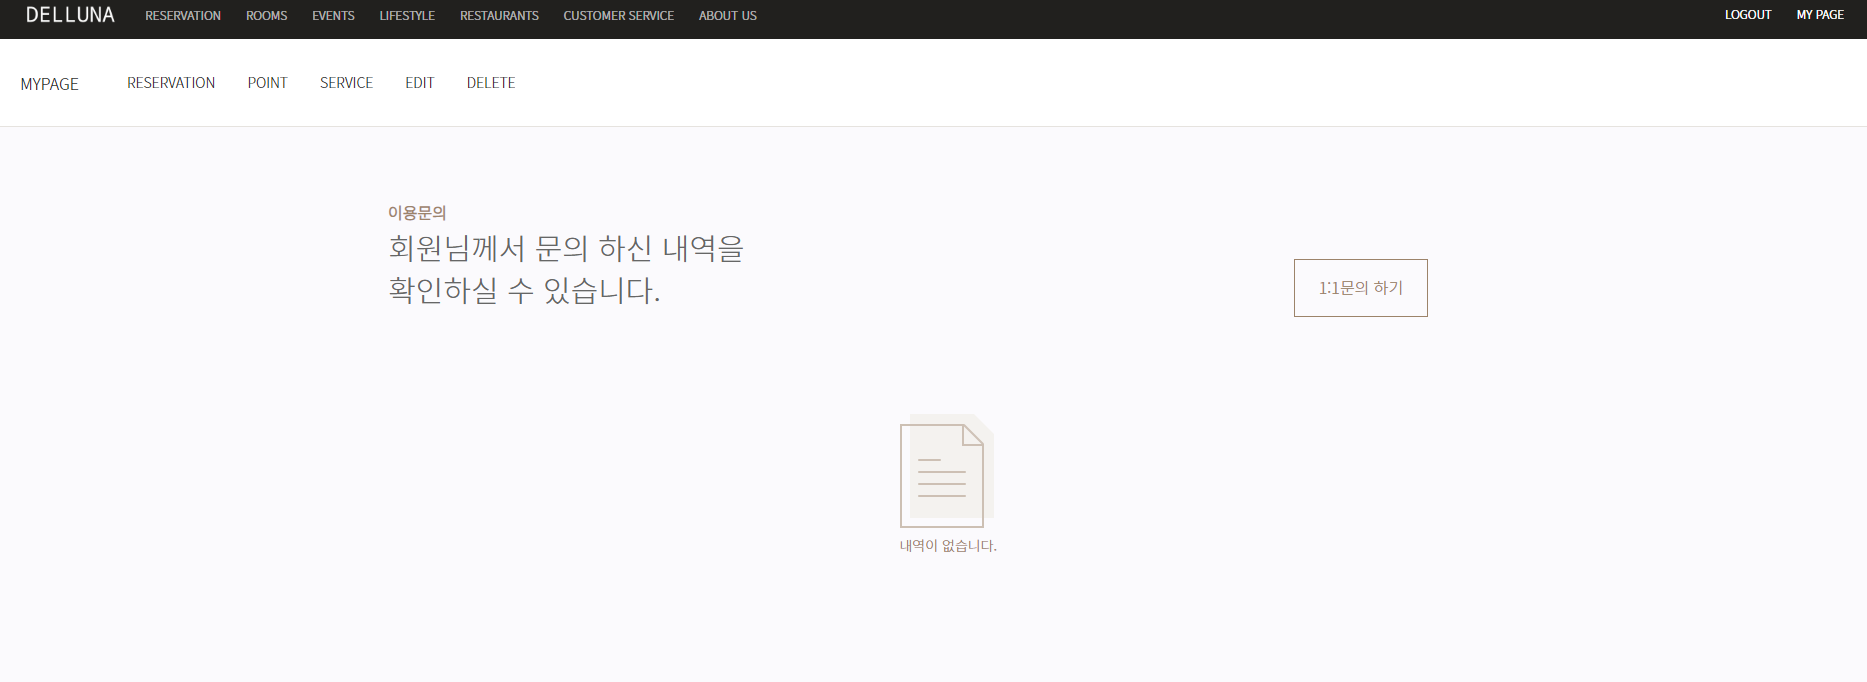 DELLUNA RESERVATION ROOMS EVENTS LIFESTYLE RESTAURANTS CUSTOMER SERVICE ABOUT US LOGOUT MY PAGE
MYPAGE RESERVATION POINT SERVICE EDIT DELETE
이용문의
회원님께서 문의 하신 내역을
확인하실 수 있습니다.
1:1문의 하기
내역이 없습니다.